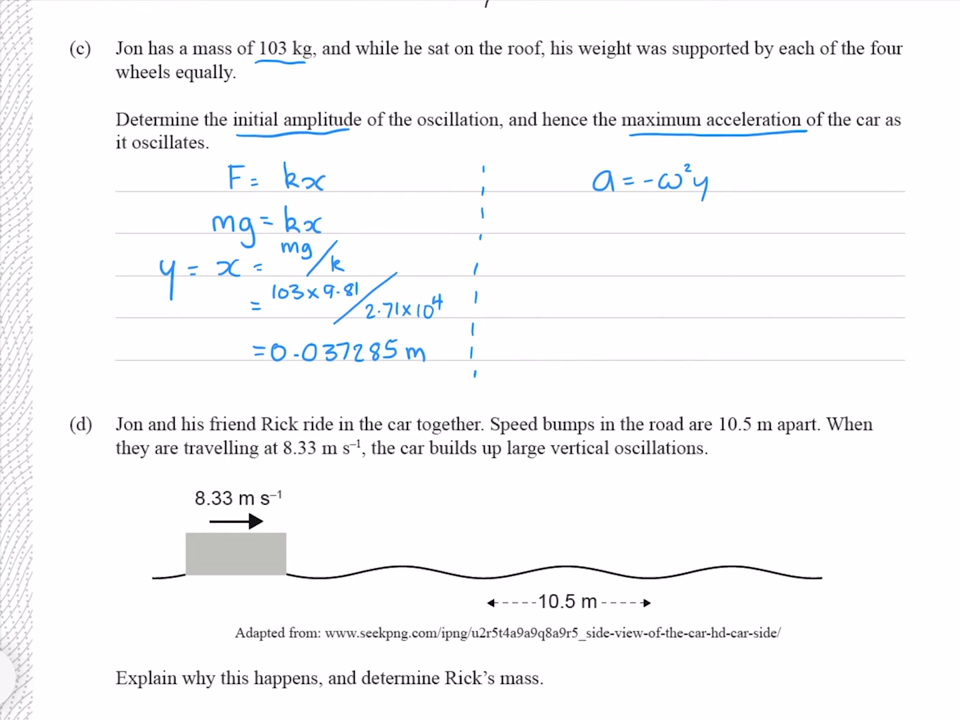 (c) Jon has a mass of 103 kg, and while he sat on the roof, his weight was supported by each of the four
wheels equally.
Determine the initial amplitude of the oscillation, and hence the maximum acceleration of the car as
it oscillates.
F = kx
a = -ω²y
mg = kx
y = x = mg/k
= 103 × 9.81 / 2.71 × 10⁴
= 0.037285 m
(d) Jon and his friend Rick ride in the car together. Speed bumps in the road are 10.5 m apart. When
they are travelling at 8.33 m s⁻¹, the car builds up large vertical oscillations.
8.33 m s⁻¹
10.5 m
Adapted from: www.seekpng.com/ipng/u2r5t4a9a9q8a9r5_side-view-of-the-car-hd-car-side/
Explain why this happens, and determine Rick's mass.